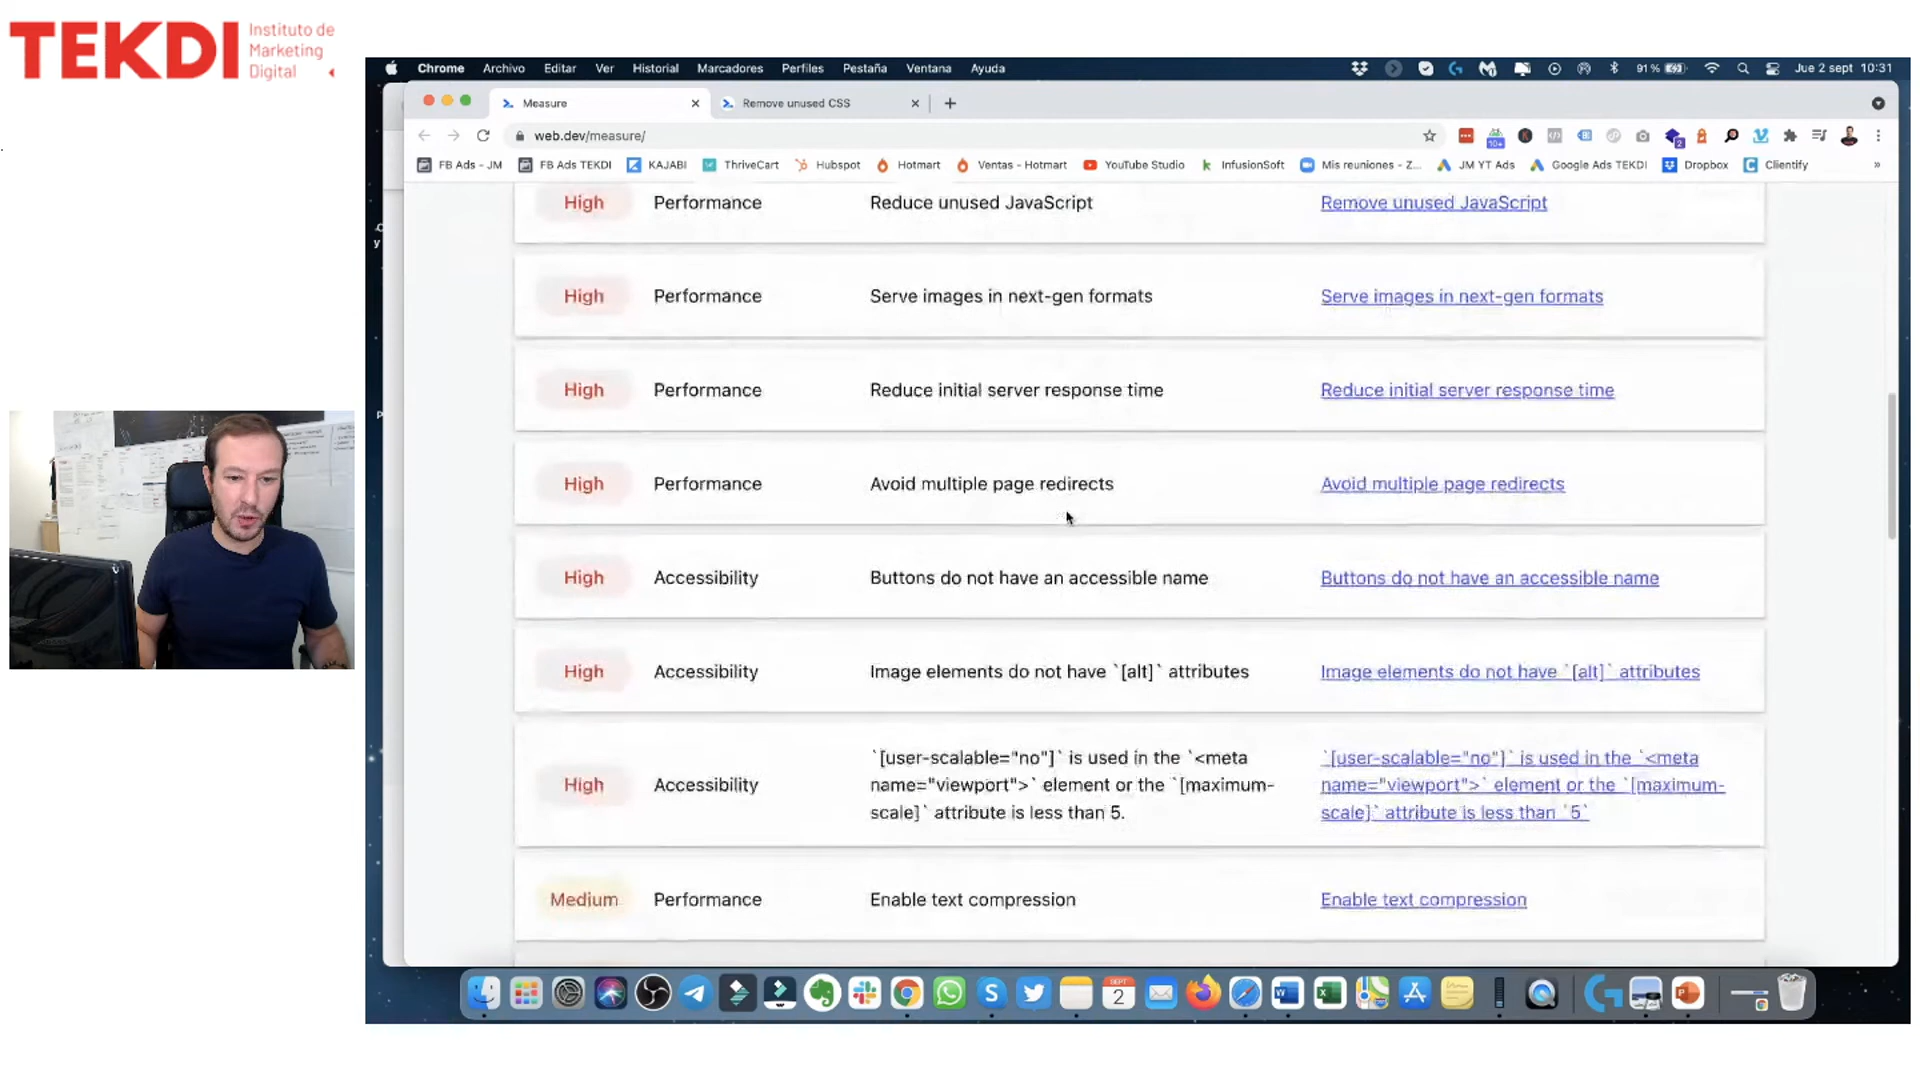 TEKDI
Instituto de
Marketing
Digital
Chrome Archivo Editar Ver Historial Marcadores Perfiles Pestaña Ventana Ayuda
91 % Jue 2 sept 10:31
Measure
Remove unused CSS
web.dev/measure/
10+
2
FB Ads - JM
FB Ads TEKDI
KAJABI
ThriveCart
Hubspot
Hotmart
Ventas - Hotmart
YouTube Studio
InfusionSoft
Mis reuniones - Z...
JM YT Ads
Google Ads TEKDI
Dropbox
Clientify
»
High Performance Reduce unused JavaScript Remove unused JavaScript
High Performance Serve images in next-gen formats Serve images in next-gen formats
High Performance Reduce initial server response time Reduce initial server response time
High Performance Avoid multiple page redirects Avoid multiple page redirects
High Accessibility Buttons do not have an accessible name Buttons do not have an accessible name
High Accessibility Image elements do not have `[alt]` attributes Image elements do not have `[alt]` attributes
`[user-scalable="no"]` is used in the `<meta `[user-scalable="no"]` is used in the `<meta
High Accessibility name="viewport">` element or the `[maximum- name="viewport">` element or the `[maximum-
scale]` attribute is less than 5. scale]` attribute is less than `5`
Medium Performance Enable text compression Enable text compression
SEPT
2